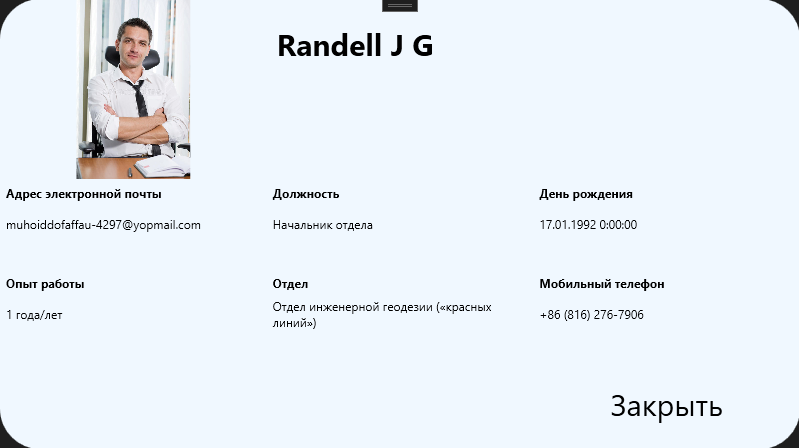 Randell J G
Адрес электронной почты
Должность
День рождения
muhoiddofaffau-4297@yopmail.com
Начальник отдела
17.01.1992 0:00:00
Опыт работы
Отдел
Мобильный телефон
1 года/лет
Отдел инженерной геодезии («красных
линий»)
+86 (816) 276-7906
Закрыть